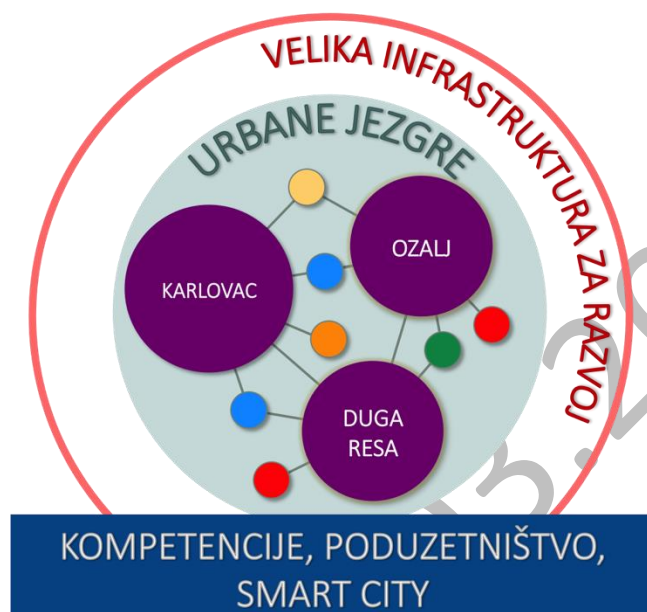 VELIKA INFRASTRUKTURA ZA RAZVOJ
URBANE JEZGRE
OZALJ
KARLOVAC
DUGA
RESA
KOMPETENCIJE, PODUZETNIŠTVO,
SMART CITY